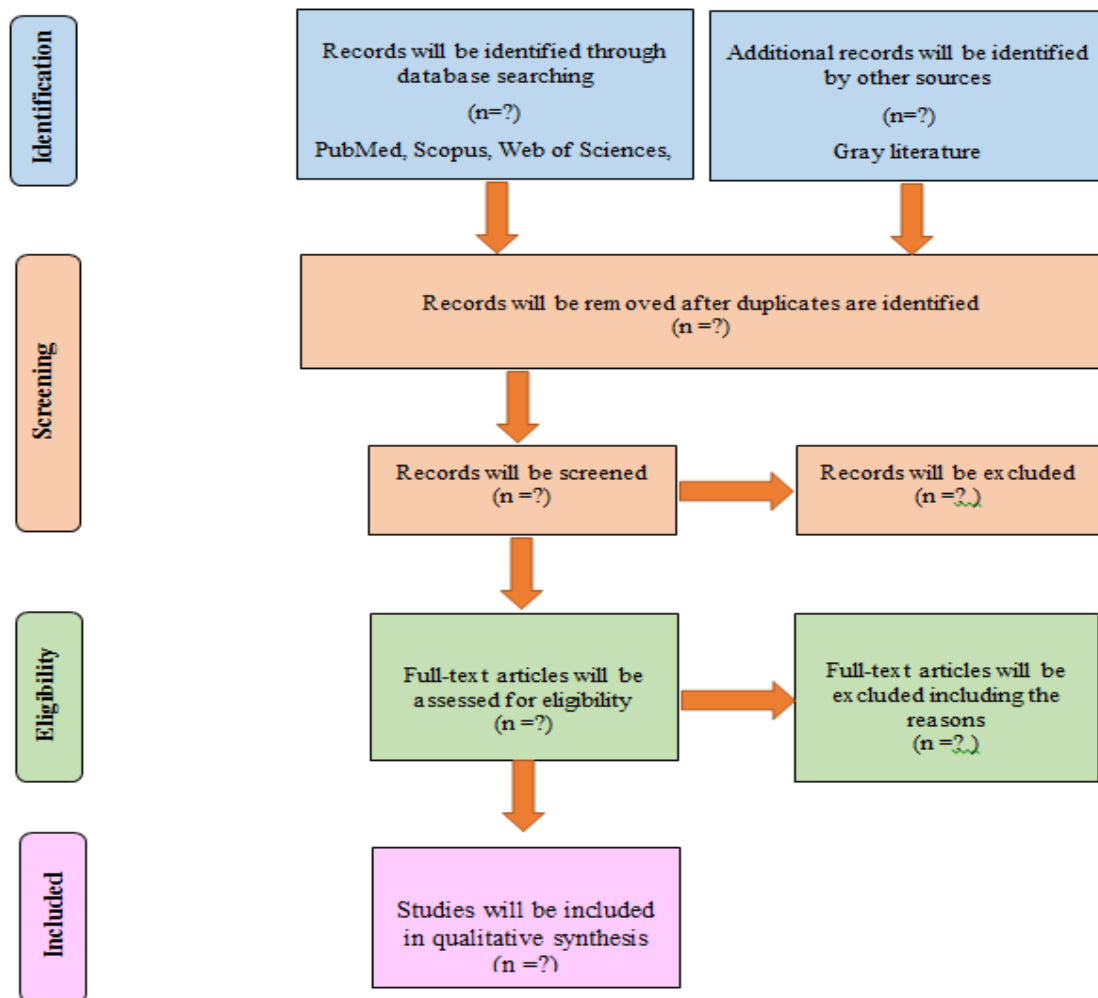 Identification
Records will be identified through
database searching
(n=?)
PubMed, Scopus, Web of Sciences,
Additional records will be identified
by other sources
(n=?)
Gray literature
Screening
Records will be removed after duplicates are identified
(n =?)
Records will be screened
(n =?)
Records will be excluded
(n =? )
Eligibility
Full-text articles will be
assessed for eligibility
(n =?)
Full-text articles will be
excluded including the
reasons
(n =? )
Included
Studies will be included
in qualitative synthesis
(n =?)